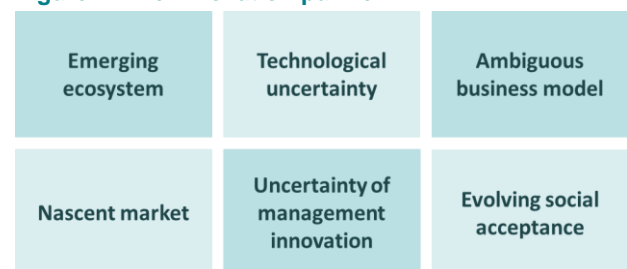 Emerging
ecosystem
Technological
uncertainty
Ambiguous
business model
Nascent market
Uncertainty of
management
innovation
Evolving social
acceptance